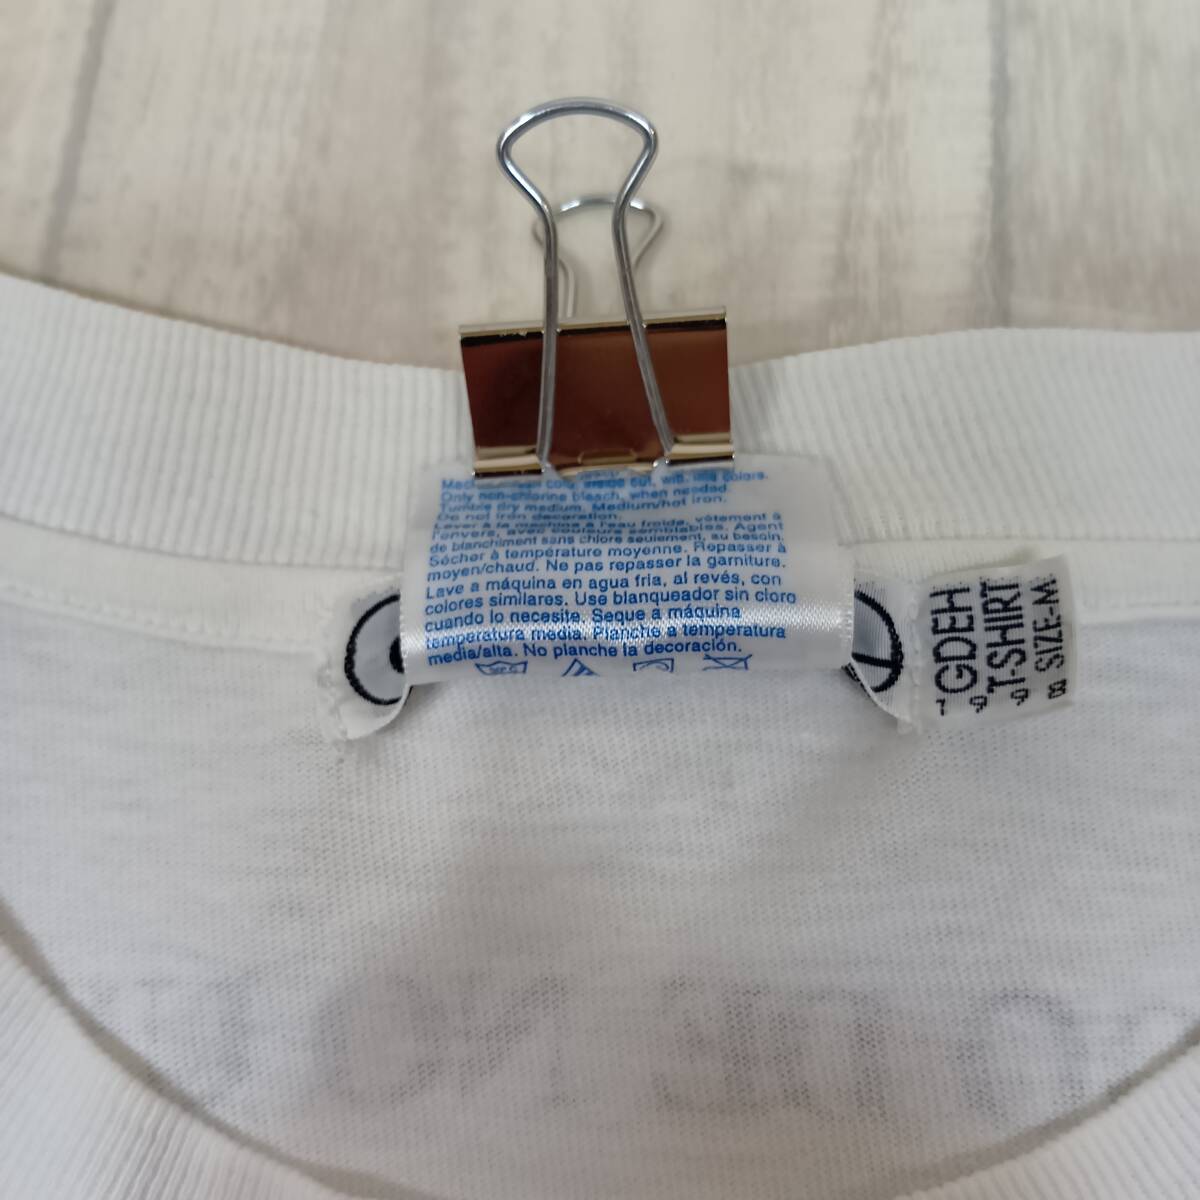 colors.
Only non-chlorine bleach, when needed.
Tumble dry medium. Medium/hot iron.
Do not iron decoration.
Laver à la machine à l'eau froide, vêtement à
l'envers, avec couleurs semblables. Agent
de blanchiment sans chlore seulement, au besoin.
Sécher à température moyenne. Repasser à
moyen/chaud. Ne pas repasser la garniture.
Lave a máquina en agua fria, al revés, con
colores similares. Use blanqueador sin cloro
cuando lo necesite. Seque a máquina
temperatura media. Planche a temperatura
media/alta. No planche la decoración.
GDEH
T-SHIRT
SIZE-M